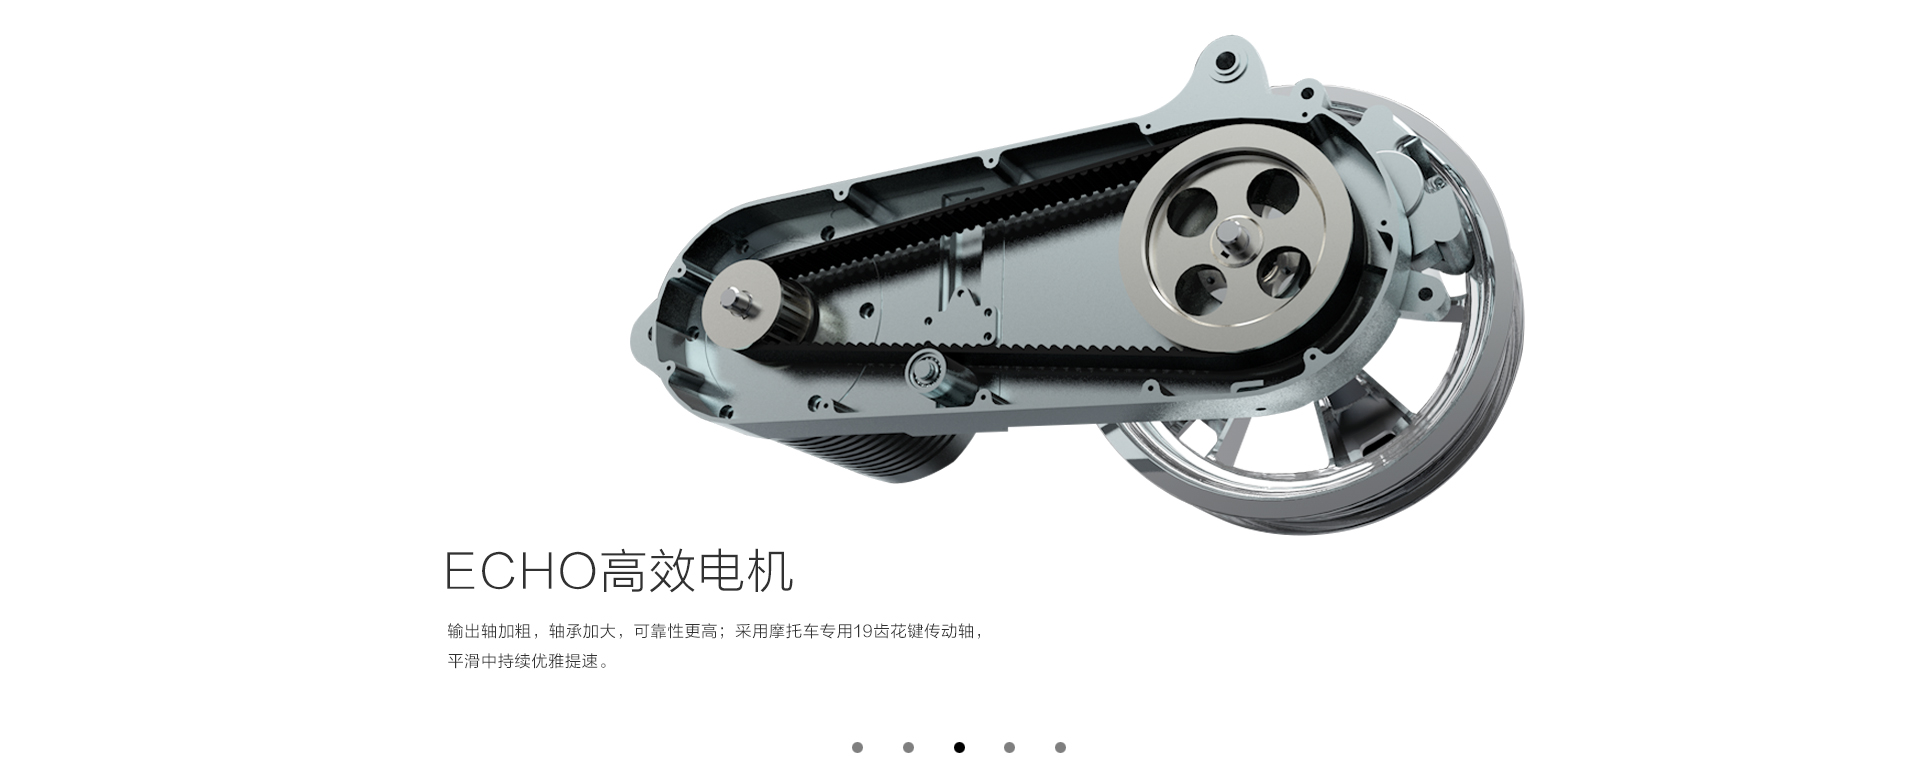 ECHO高效电机
输出轴加粗，轴承加大，可靠性更高；采用摩托车专用19齿花键传动轴，
平滑中持续优雅提速。